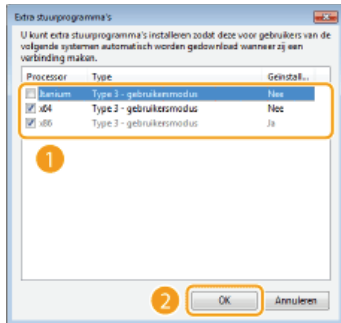 Extra stuurprogramma's
U kunt extra stuurprogramma's installeren zodat deze voor gebruikers van de
volgende systemen automatisch worden gedownload wanneer zij een
verbinding maken.
Processor Type Geïnstall...
Itanium Type 3 - gebruikersmodus Nee
x64 Type 3 - gebruikersmodus Nee
x86 Type 3 - gebruikersmodus Ja
1
2 OK Annuleren